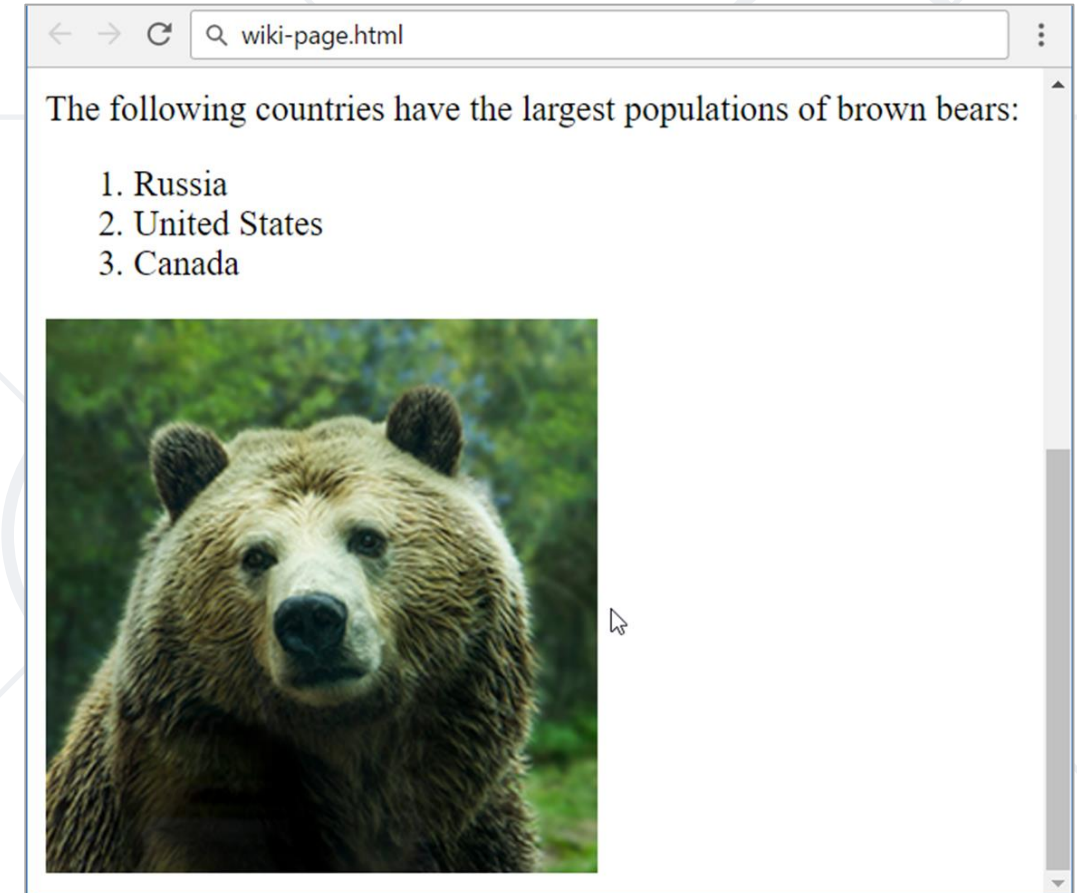 wiki-page.html
The following countries have the largest populations of brown bears:
1. Russia
2. United States
3. Canada